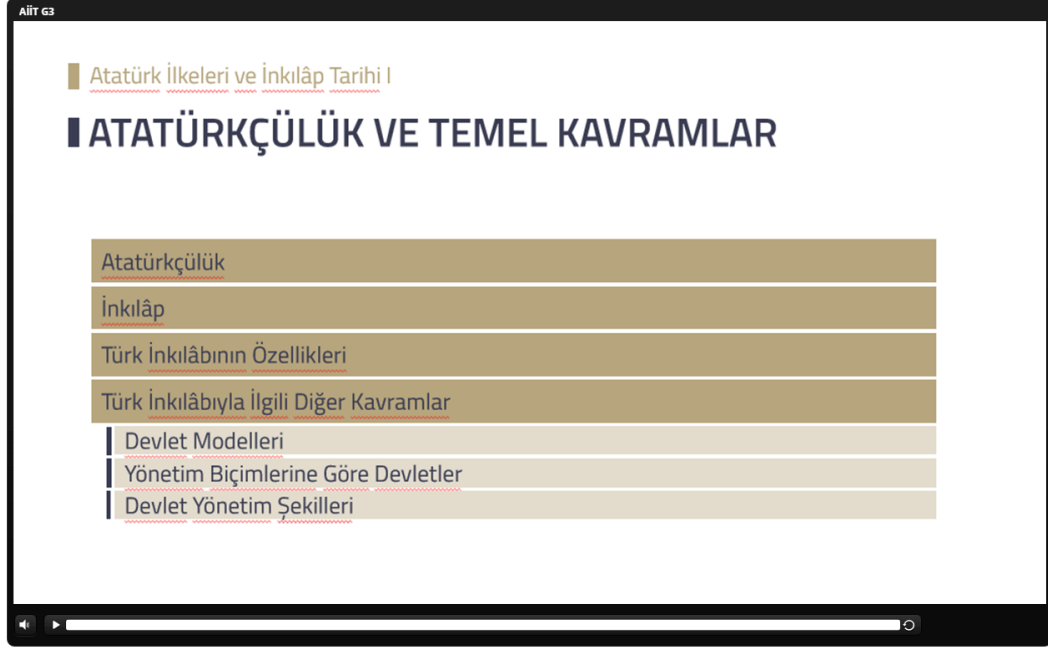 AİİT G3
Atatürk İlkeleri ve İnkılâp Tarihi I
ATATÜRKÇÜLÜK VE TEMEL KAVRAMLAR
Atatürkçülük
İnkılâp
Türk İnkılâbının Özellikleri
Türk İnkılâbıyla İlgili Diğer Kavramlar
Devlet Modelleri
Yönetim Biçimlerine Göre Devletler
Devlet Yönetim Şekilleri